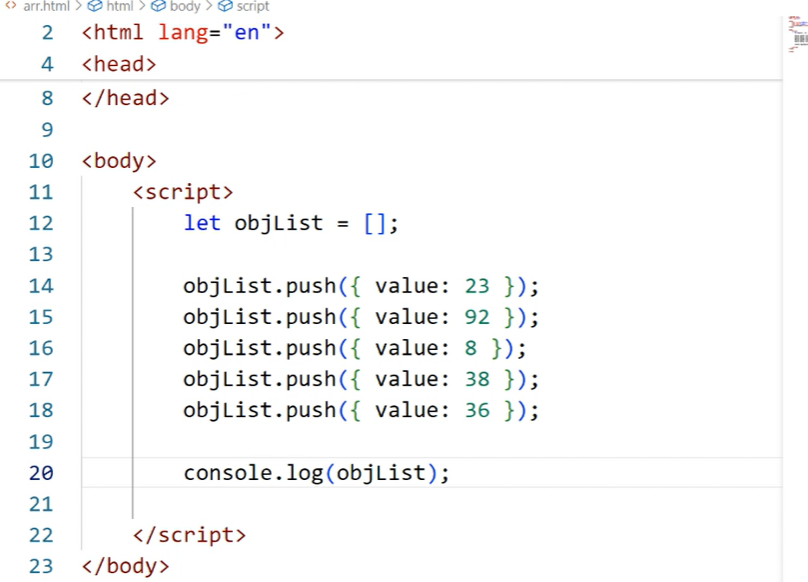 arr.html > html > body > script
2 <html lang="en">
4 <head>
8 </head>
9
10 <body>
11 <script>
12 let objList = [];
13
14 objList.push({ value: 23 });
15 objList.push({ value: 92 });
16 objList.push({ value: 8 });
17 objList.push({ value: 38 });
18 objList.push({ value: 36 });
19
20 console.log(objList);
21
22 </script>
23 </body>